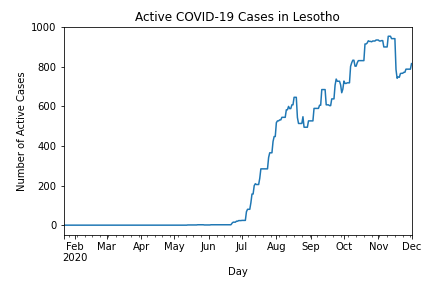 Active COVID-19 Cases in Lesotho
Number of Active Cases
1000
800
600
400
200
0
Feb Mar Apr May Jun Jul Aug Sep Oct Nov Dec
2020
Day